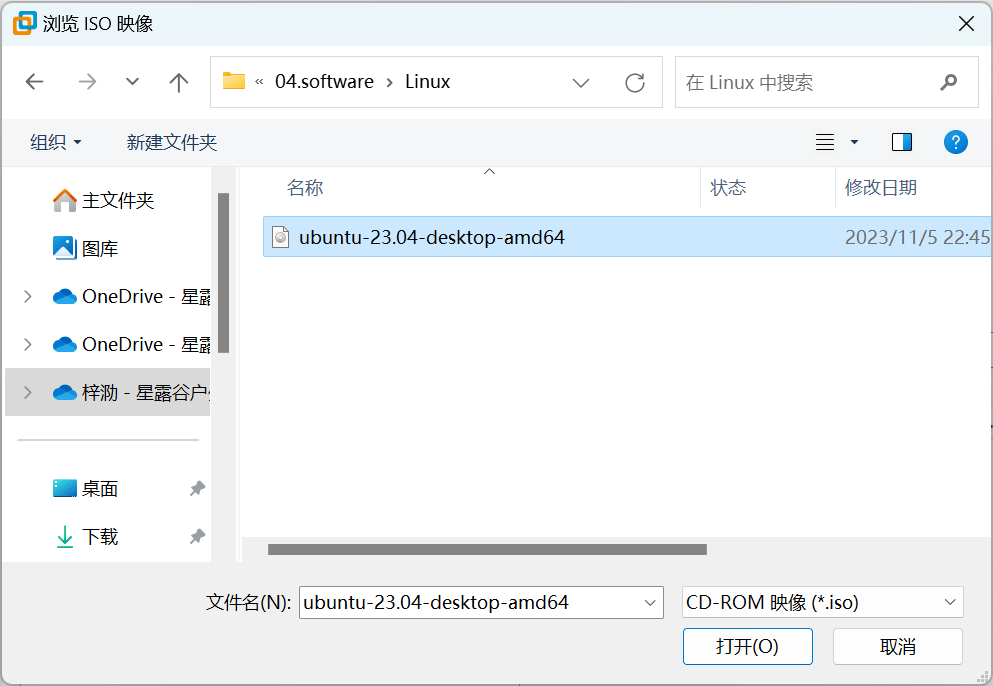 浏览 ISO 映像
« 04.software › Linux
在 Linux 中搜索
组织
新建文件夹
名称 状态 修改日期
主文件夹
图库
OneDrive - 星露
OneDrive - 星露
梓泐 - 星露谷户
桌面
下载
ubuntu-23.04-desktop-amd64 2023/11/5 22:45
文件名(N): ubuntu-23.04-desktop-amd64 CD-ROM 映像 (*.iso)
打开(O) 取消